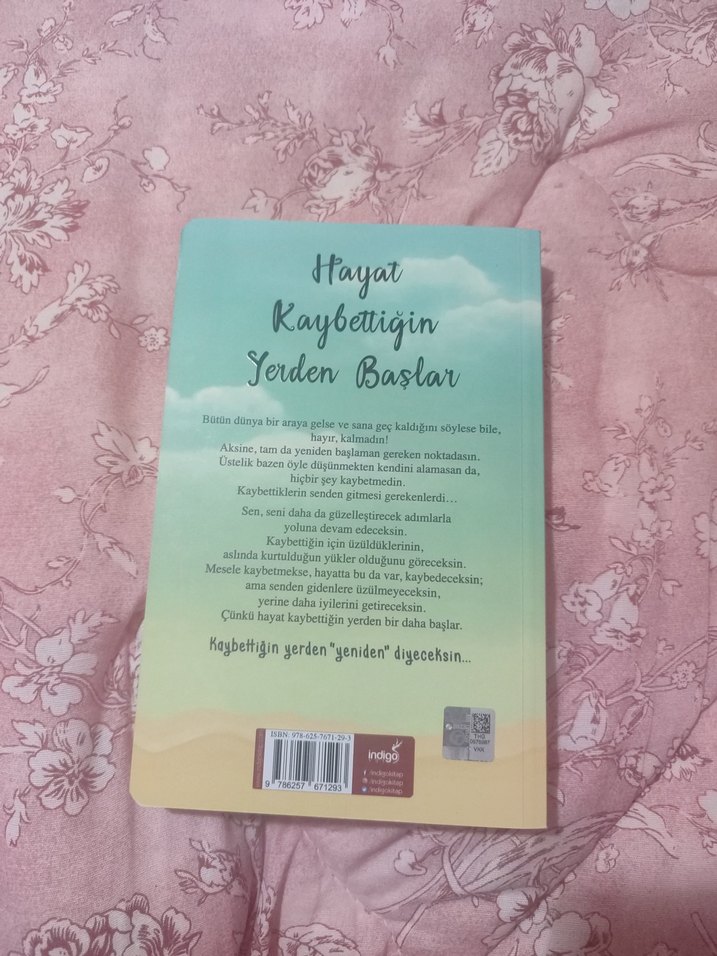 Hayat
Kaybettiğin
Yerden Başlar
Bütün dünya bir araya gelse ve sana geç kaldığını söylese bile,
hayır, kalmadın!
Aksine, tam da yeniden başlaman gereken noktadasın.
Üstelik bazen öyle düşünmekten kendini alamasan da,
hiçbir şey kaybetmedin.
Kaybettiklerin senden gitmesi gerekenlerdi…
Sen, seni daha da güzelleştirecek adımlarla
yoluna devam edeceksin.
Kaybettiğin için üzüldüklerinin,
aslında kurtulduğun yükler olduğunu göreceksin.
Mesele kaybetmekse, hayatta bu da var, kaybedeceksin;
ama senden gidenlere üzülmeyeceksin,
yerine daha iyilerini getireceksin.
Çünkü hayat kaybettiğin yerden bir daha başlar.
Kaybettiğin yerden "yeniden" diyeceksin...
ISBN: 978-625-7671-29-3
9 786257 671293
indigo
/indigokitap
/indigokitap
/indigokitap